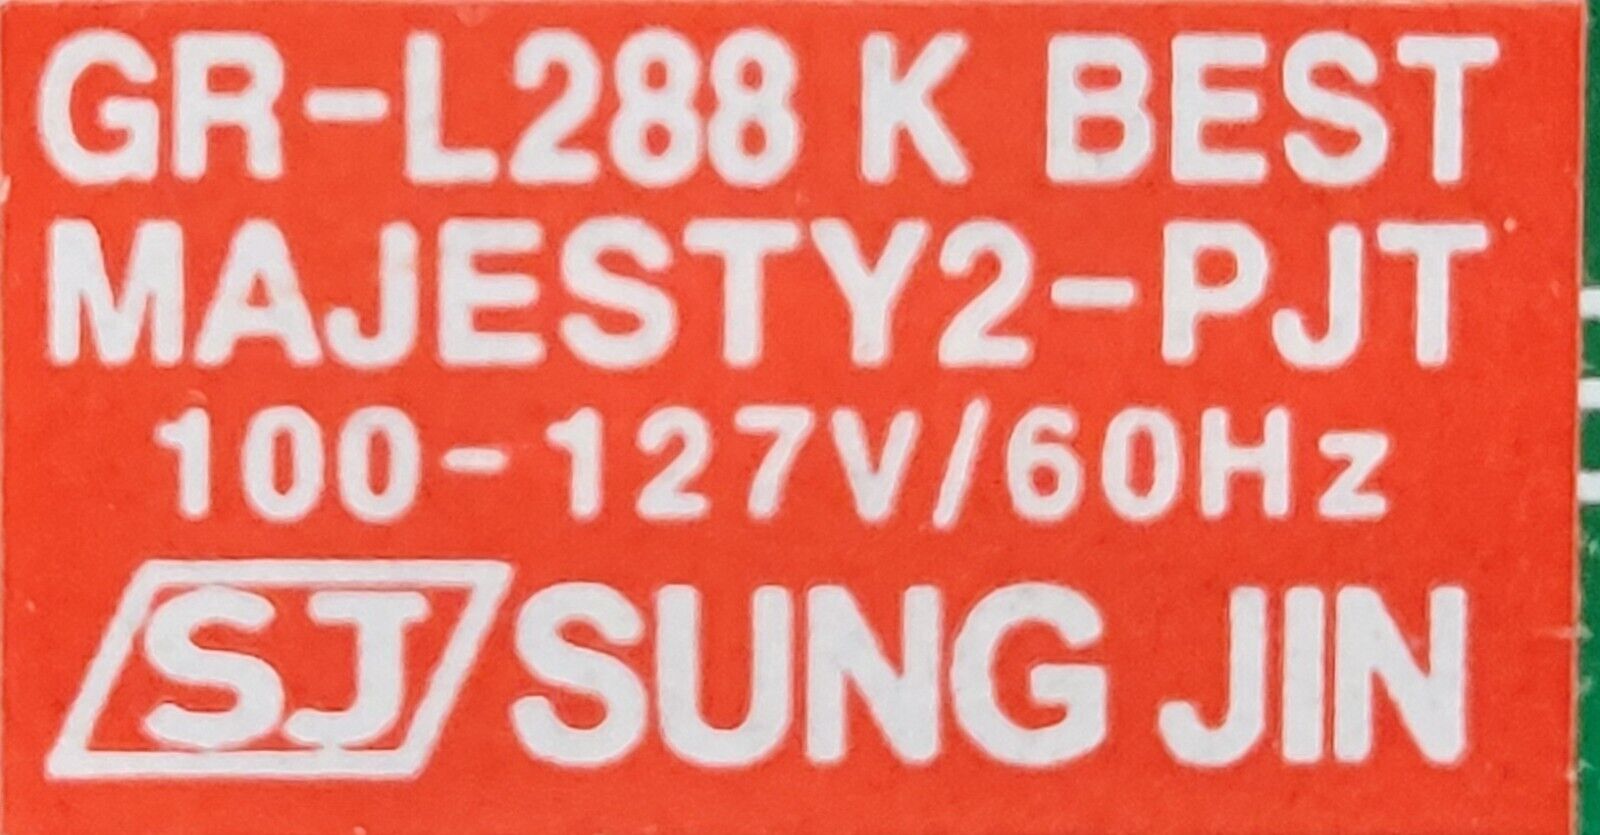 GR-L288 K BEST
MAJESTY2-PJT
100-127V/60Hz
SJ SUNG JIN